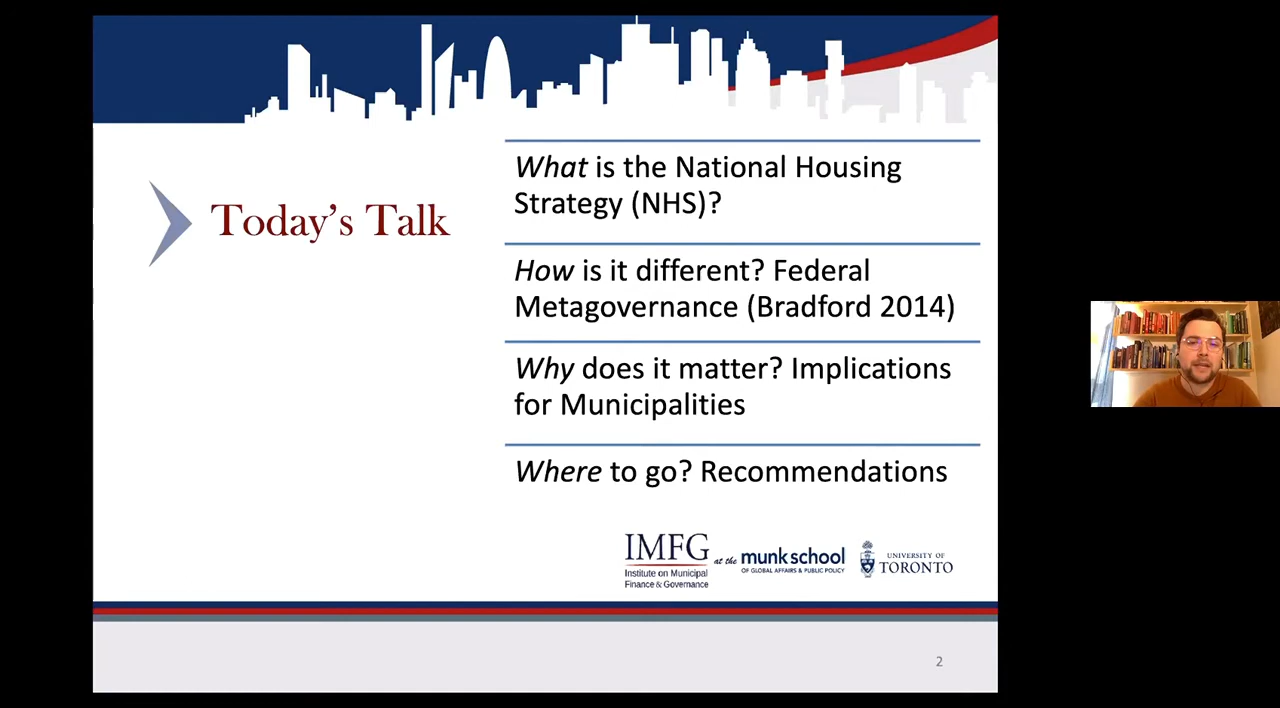 Today's Talk
What is the National Housing
Strategy (NHS)?
How is it different? Federal
Metagovernance (Bradford 2014)
Why does it matter? Implications
for Municipalities
Where to go? Recommendations
IMFG
Institute on Municipal
Finance & Governance
at the munk school
OF GLOBAL AFFAIRS & PUBLIC POLICY
UNIVERSITY OF
TORONTO
2